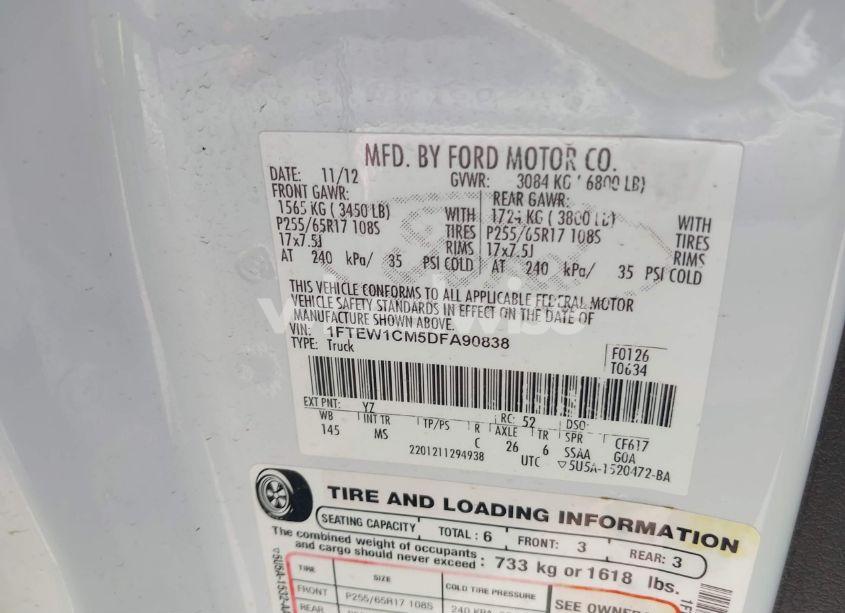 MFD. BY FORD MOTOR CO.
DATE: 11/12 GVWR: 3084 KG ( 6800 LB)
FRONT GAWR: REAR GAWR:
1565 KG ( 3450 LB) WITH 1724 KG ( 3800 LB) WITH
P255/65R17 108S TIRES P255/65R17 108S TIRES
17x7.5J RIMS 17x7.5J RIMS
AT 240 kPa/ 35 PSI COLD AT 240 kPa/ 35 PSI COLD
THIS VEHICLE CONFORMS TO ALL APPLICABLE FEDERAL MOTOR
VEHICLE SAFETY STANDARDS IN EFFECT ON THE DATE OF
MANUFACTURE SHOWN ABOVE.
VIN: 1FTEW1CM5DFA90838
TYPE: Truck
F0126
T0634
EXT PNT: YZ RC: 52 DSO:
WB INT TR TP/PS R AXLE TR SPR CF617
145 MS C 26 6 SSAA GOA
2201211294938 UTC ▽5U5A-1520472-BA
TIRE AND LOADING INFORMATION
SEATING CAPACITY TOTAL: 6 FRONT: 3 REAR: 3
The combined weight of occupants
and cargo should never exceed: 733 kg or 1618 lbs.
TIRE SIZE COLD TIRE PRESSURE
FRONT P255/65R17 108S
SEE OWNER
REAR